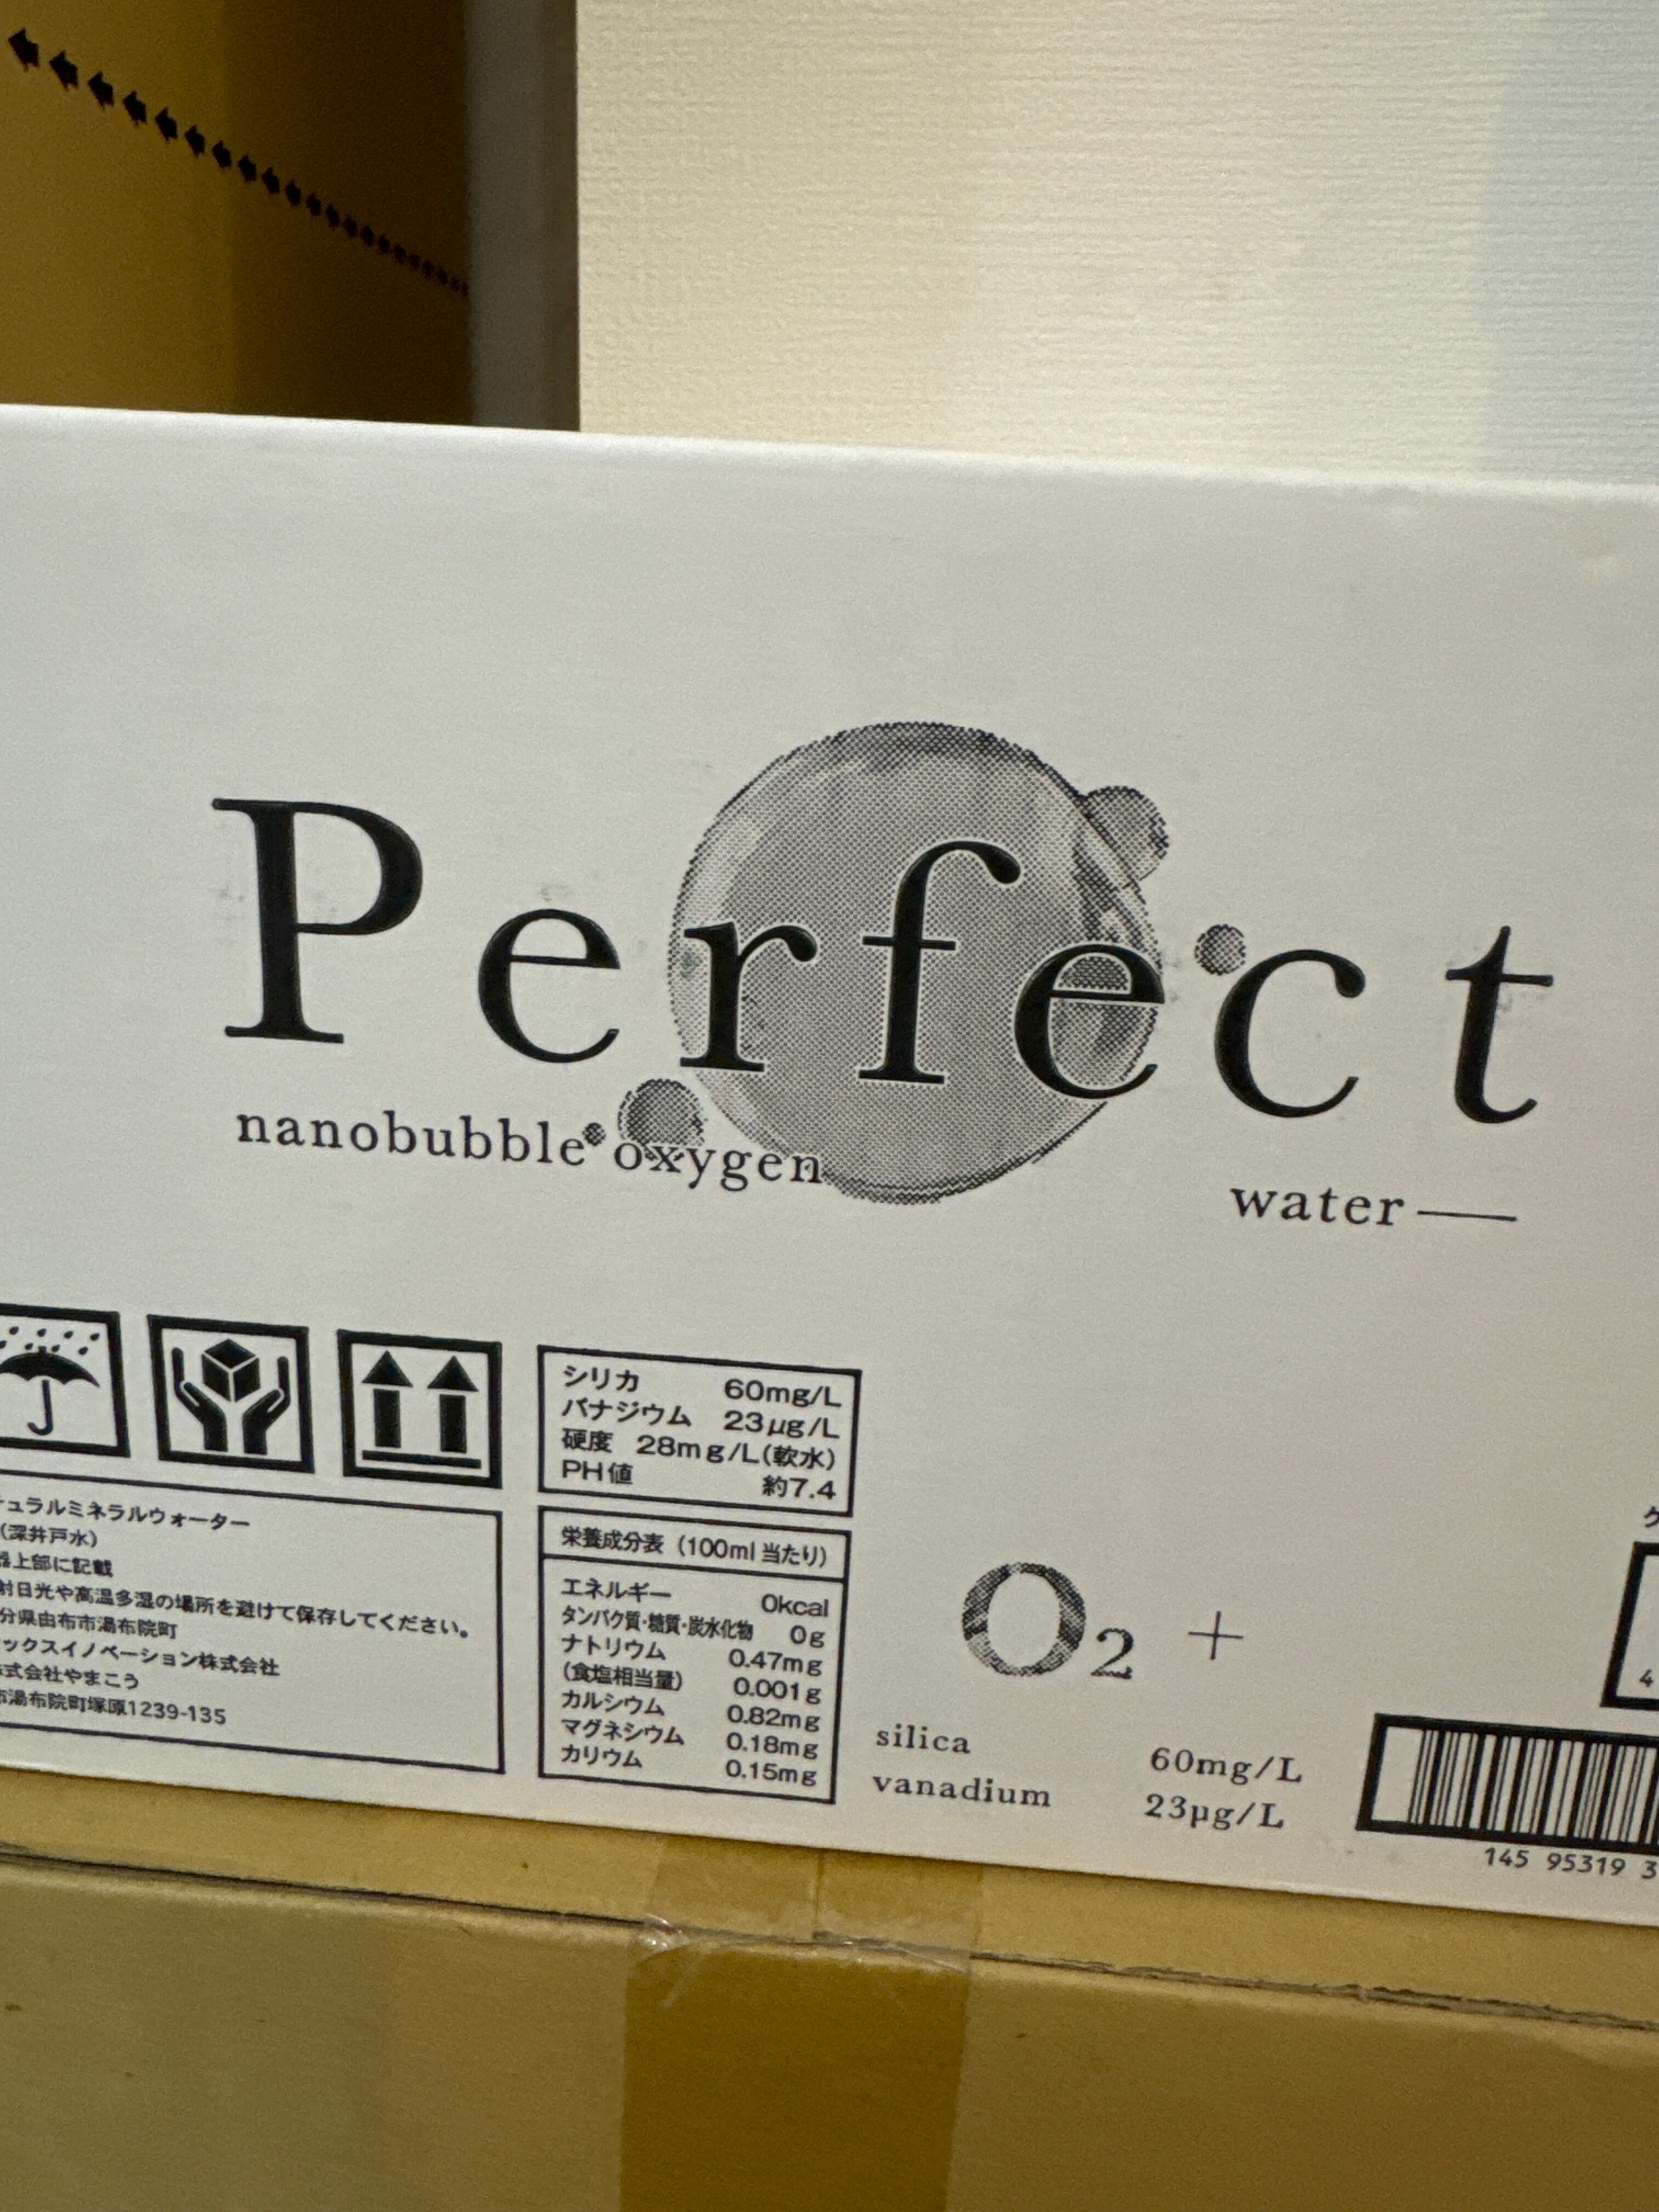 Perfect
nanobubble oxygen
water
シリカ 60mg/L
バナジウム 23μg/L
硬度 28mg/L(軟水)
PH値 約7.4
ュラルミネラルウォーター
(深井戸水)
器上部に記載
射日光や高温多湿の場所を避けて保存してください。
分県由布市湯布院町
ックスイノベーション株式会社
式会社やまこう
市湯布院町塚原1239-135
栄養成分表 (100ml当たり)
エネルギー 0kcal
タンパク質・糖質・炭水化物 0g
ナトリウム 0.47mg
(食塩相当量) 0.001g
カルシウム 0.82mg
マグネシウム 0.18mg
カリウム 0.15mg
O₂ +
silica 60mg/L
vanadium 23μg/L
4
145 95319 3